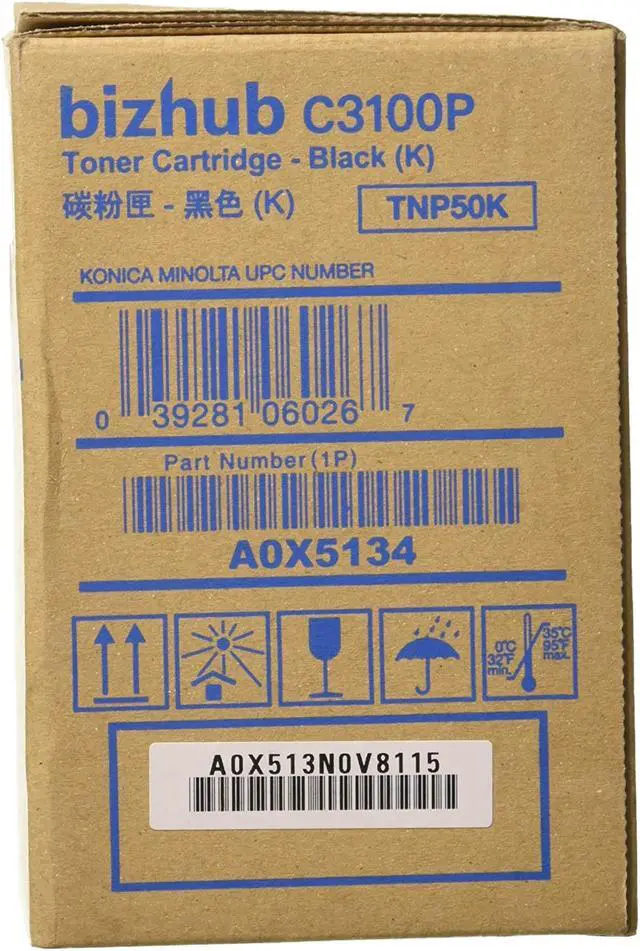 bizhub C3100P
Toner Cartridge - Black (K)
碳粉匣 - 黑色 (K)
TNP50K
KONICA MINOLTA UPC NUMBER
0 39281 06026 7
Part Number (1P)
A0X5134
0°C
32°F
min.
35°C
95°F
max.
A0X513N0V8115